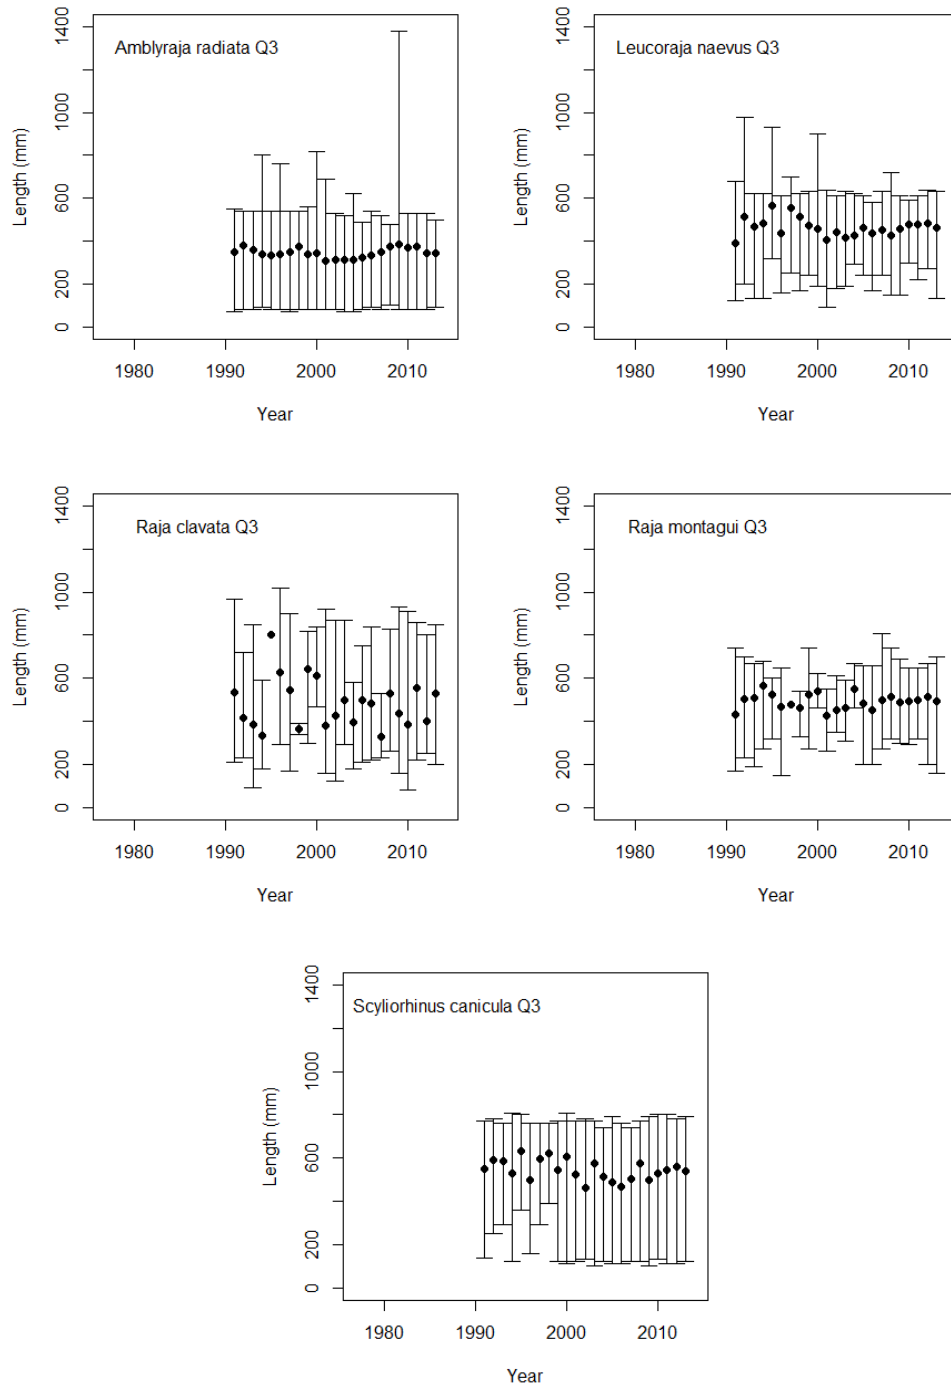 Amblyraja radiata Q3
Length (mm)
0 200 600 1000 1400
1980 1990 2000 2010
Year
Leucoraja naevus Q3
Length (mm)
0 200 600 1000 1400
1980 1990 2000 2010
Year
Raja clavata Q3
Length (mm)
0 200 600 1000 1400
1980 1990 2000 2010
Year
Raja montagui Q3
Length (mm)
0 200 600 1000 1400
1980 1990 2000 2010
Year
Scyliorhinus canicula Q3
Length (mm)
0 200 600 1000 1400
1980 1990 2000 2010
Year